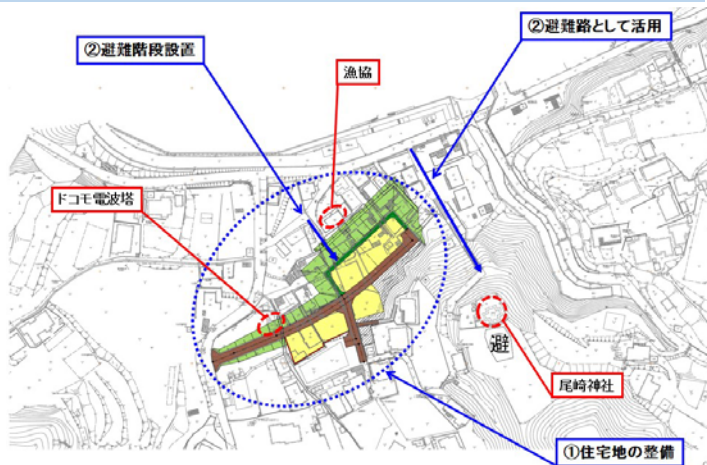 ②避難路として活用
②避難階段設置
漁協
ドコモ電波塔
避
尾崎神社
①住宅地の整備